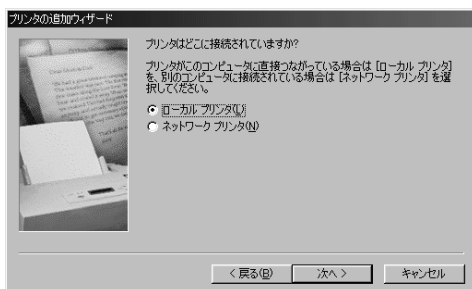 プリンタの追加ウィザード
プリンタはどこに接続されていますか?
プリンタがこのコンピュータに直接つながっている場合は [ローカル プリンタ]
を、別のコンピュータに接続されている場合は [ネットワーク プリンタ] を選
択してください。
ローカル プリンタ(L)
ネットワーク プリンタ(N)
< 戻る(B)
次へ >
キャンセル